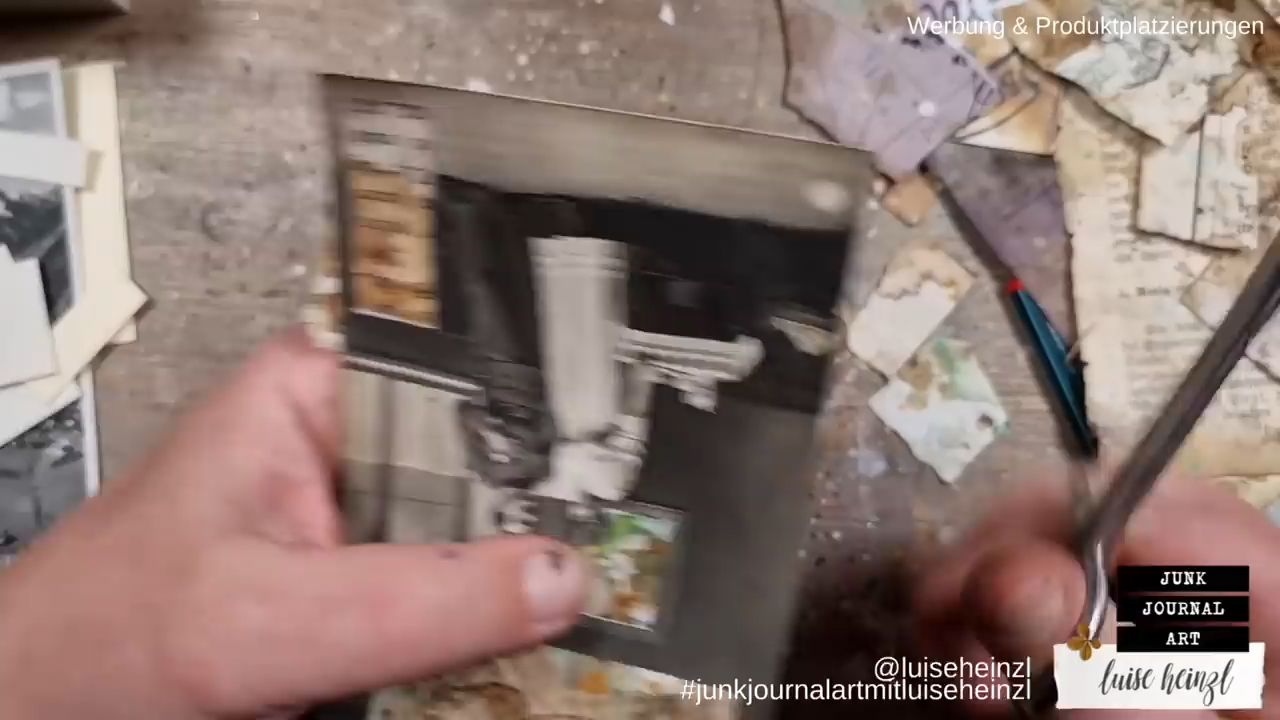 Werbung & Produktplatzierungen
JUNK
JOURNAL
ART
@luiseheinzl
#junkjournalartmitluiseheinzl
luise heinzl